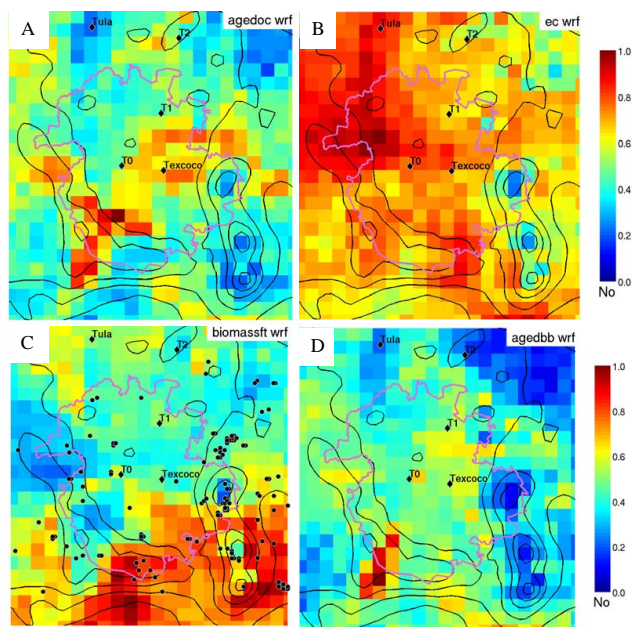 A
agedoc wrf
Tula
T2
T1
T0
Texcoco
B
ec wrf
Tula
T2
T1
T0
Texcoco
1.0
0.8
0.6
0.4
0.2
0.0
No
C
biomassft wrf
Tula
T2
T1
T0
Texcoco
D
agedbb wrf
Tula
T2
T1
T0
Texcoco
1.0
0.8
0.6
0.4
0.2
0.0
No